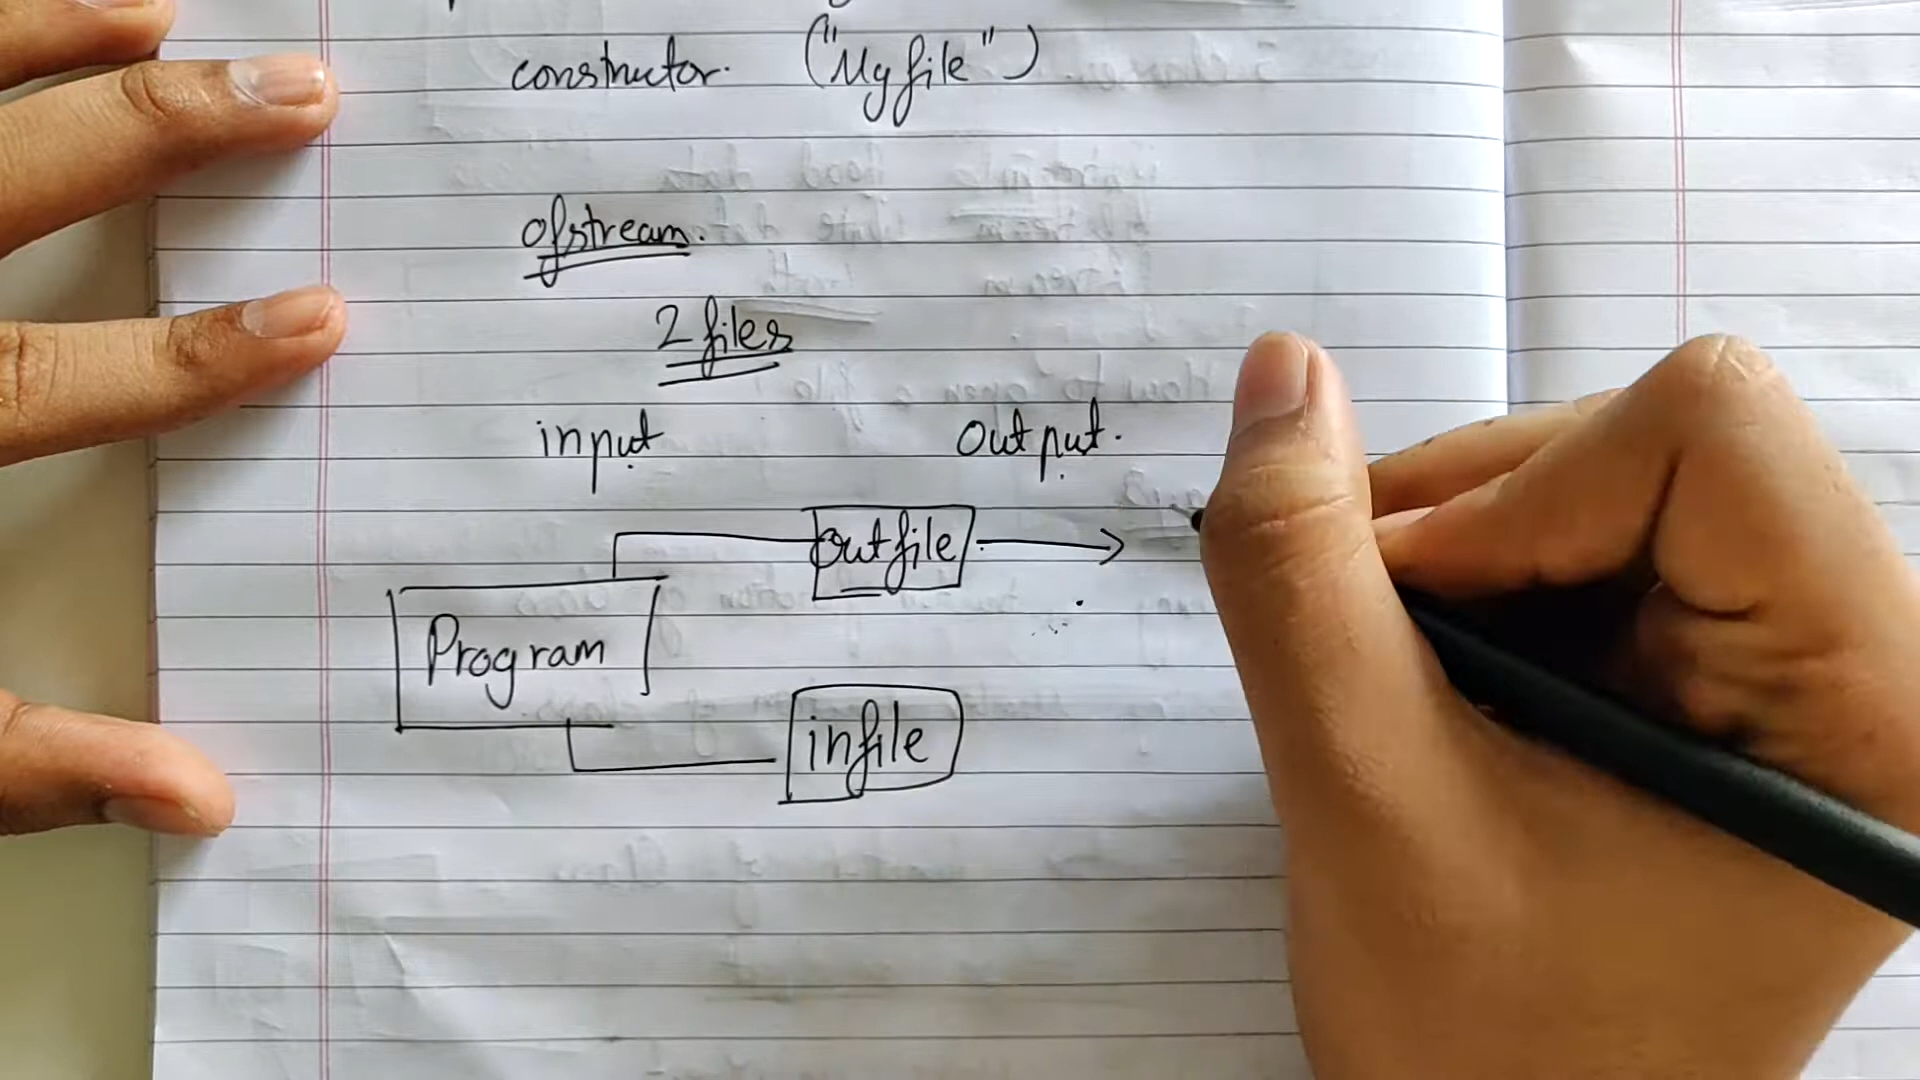 constructor. ("Myfile")
ofstream.
2 files
input output.
outfile
Program
infile